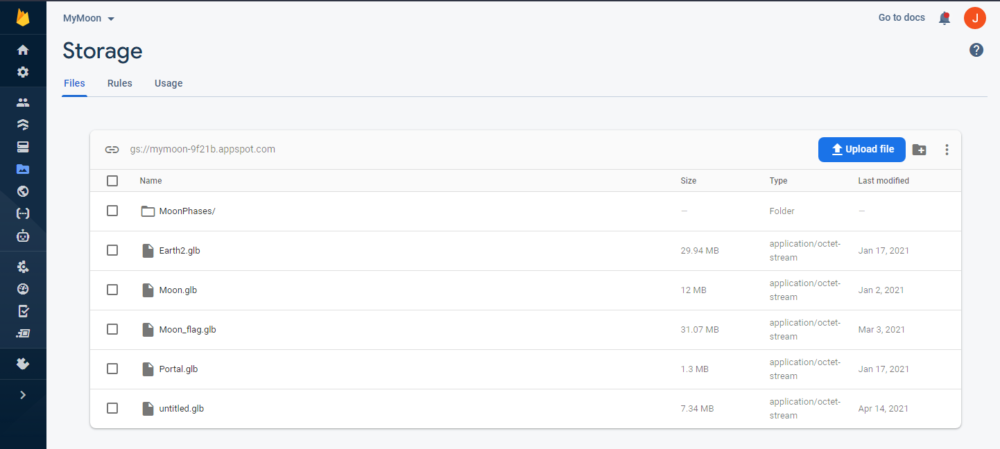 MyMoon
Go to docs
J
Storage
?
Files Rules Usage
gs://mymoon-9f21b.appspot.com
Upload file
Name Size Type Last modified
MoonPhases/ — Folder —
Earth2.glb 29.94 MB application/octet-
stream Jan 17, 2021
Moon.glb 12 MB application/octet-
stream Jan 2, 2021
Moon_flag.glb 31.07 MB application/octet-
stream Mar 3, 2021
Portal.glb 1.3 MB application/octet-
stream Jan 17, 2021
untitled.glb 7.34 MB application/octet-
stream Apr 14, 2021